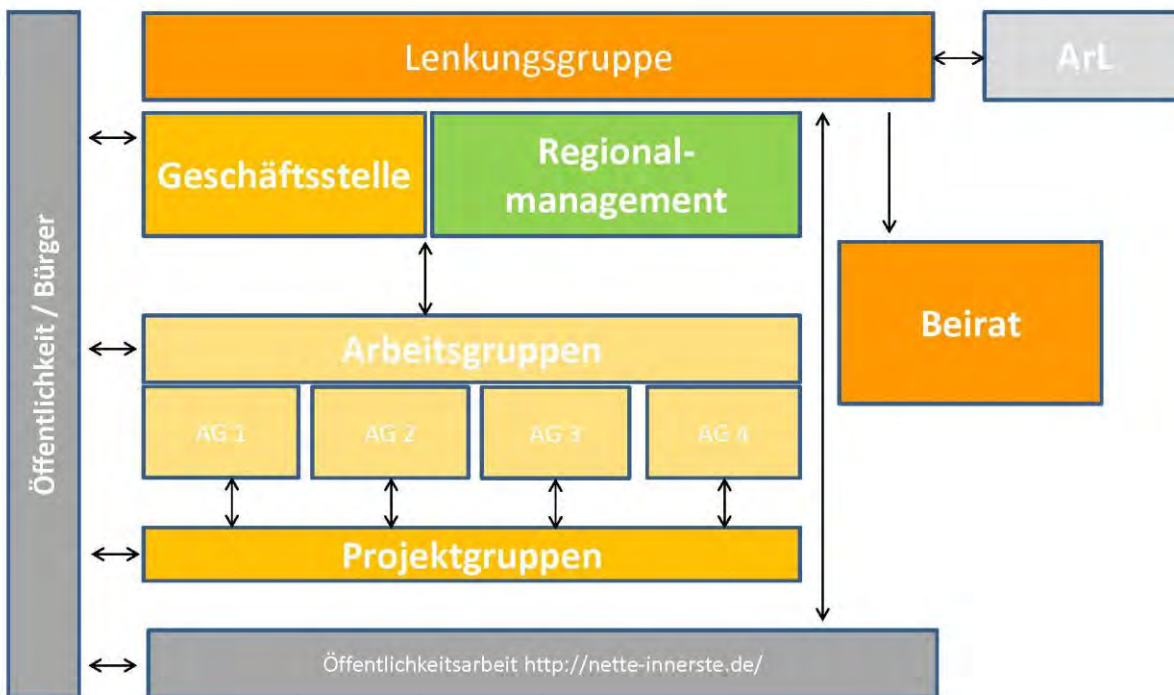 Lenkungsgruppe
ArL
Geschäftsstelle
Regional-
management
Öffentlichkeit / Bürger
Beirat
Arbeitsgruppen
AG 1
AG 2
AG 3
AG 4
Projektgruppen
Öffentlichkeitsarbeit http://nette-innerste.de/